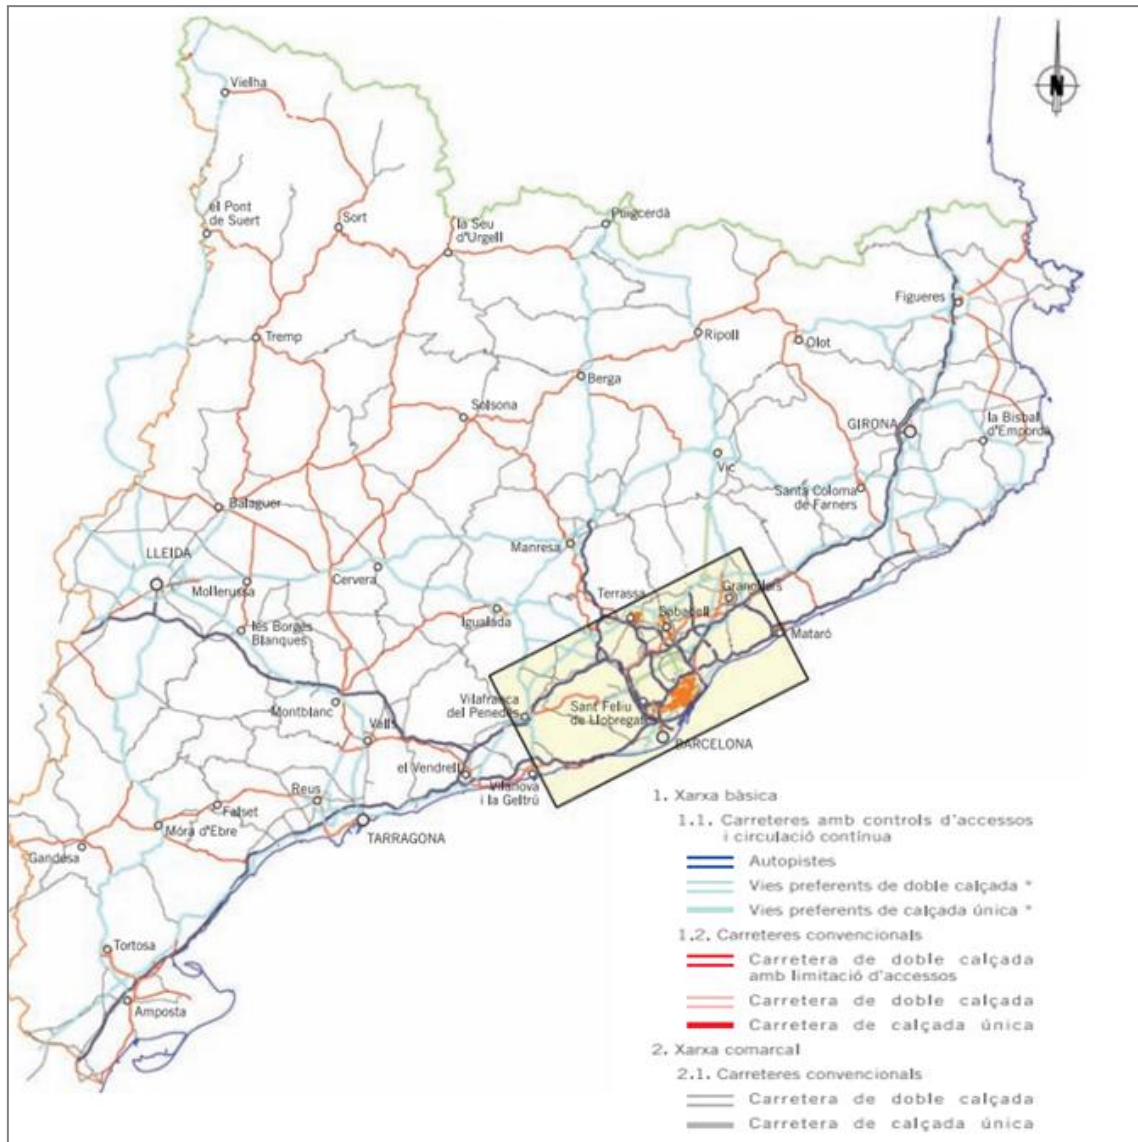 N
Vielha
el Pont
de Suert
Sort
la Seu
d'Urgell
Puigcerdà
Figueres
Tremp
Ripoll
Olot
Berga
Solsona
GIRONA
la Bisbal
d'Empordà
Vic
Santa Coloma
de Farners
Balaguer
LLEIDA
Manresa
Mollerussa
Cervera
Terrassa
Granollers
Sabadell
Igualada
les Borges
Blanques
Mataró
Vilafranca
del Penedès
Sant Feliu
de Llobregat
Montblanc
Valls
BARCELONA
el Vendrell
Vilanova
i la Geltrú
Reus
Falset
Móra d'Ebre
TARRAGONA
Gandesa
Tortosa
Amposta
1. Xarxa bàsica
1.1. Carreteres amb controls d'accessos
i circulació contínua
Autopistes
Vies preferents de doble calçada *
Vies preferents de calçada única *
1.2. Carreteres convencionals
Carretera de doble calçada
amb limitació d'accessos
Carretera de doble calçada
Carretera de calçada única
2. Xarxa comarcal
2.1. Carreteres convencionals
Carretera de doble calçada
Carretera de calçada única